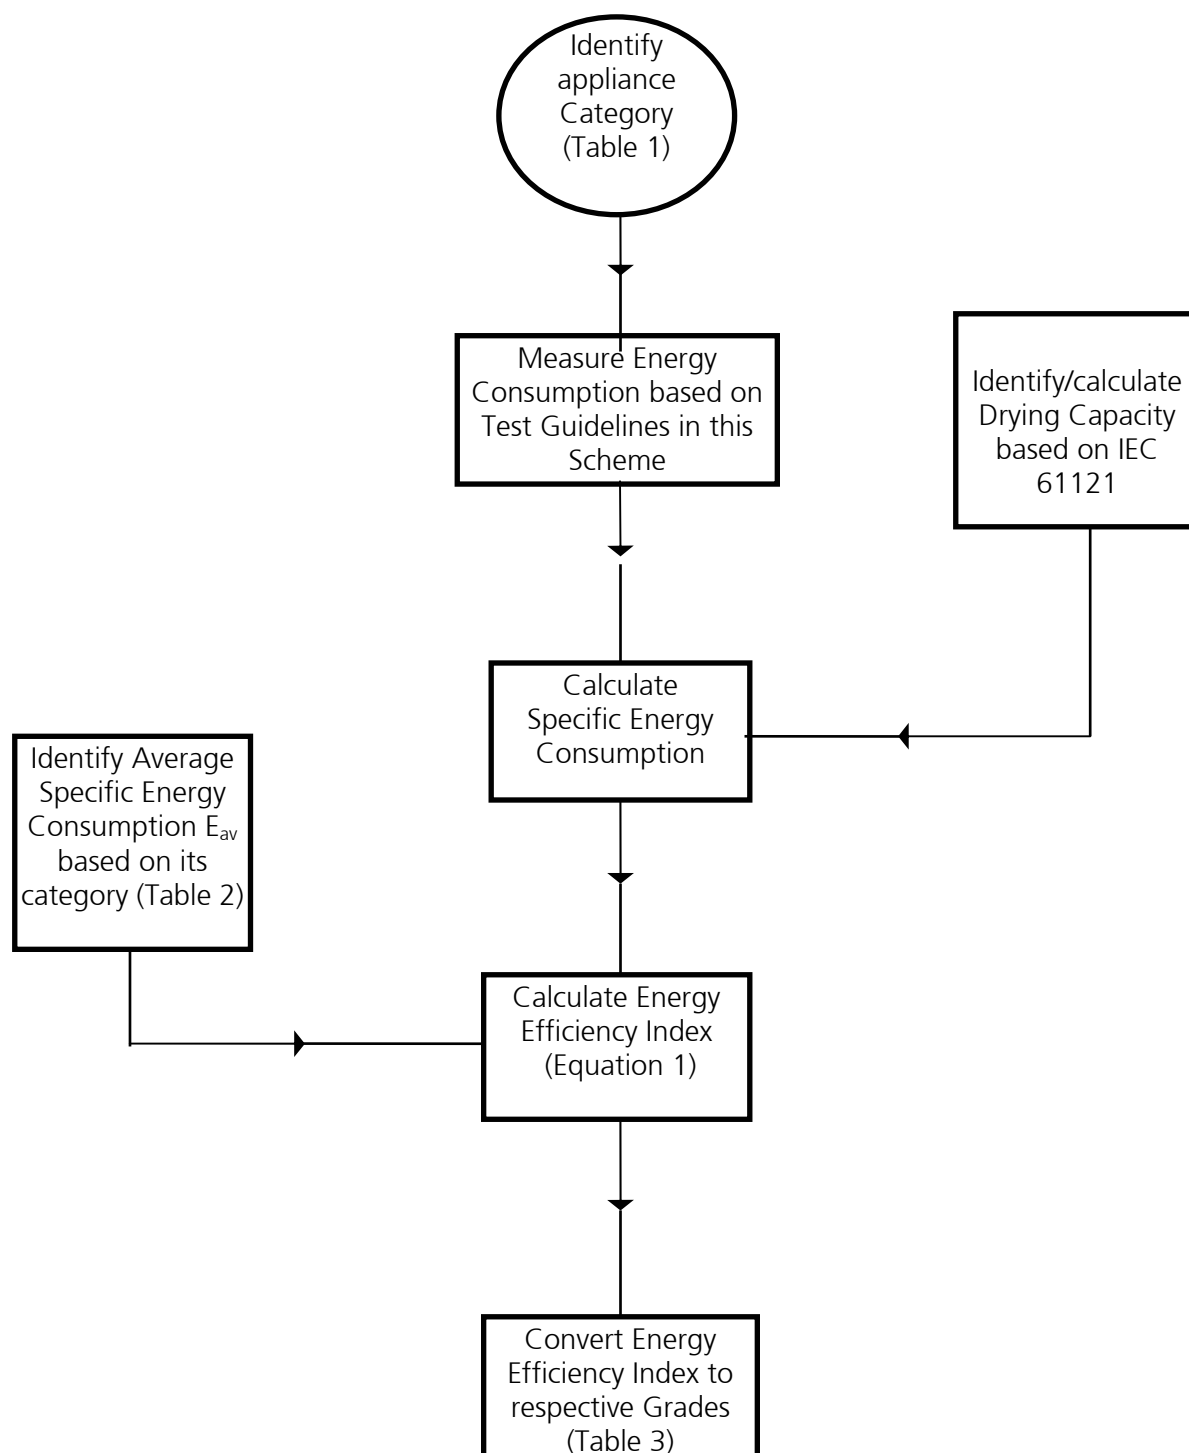 Identify
appliance
Category
(Table 1)
Measure Energy
Consumption based on
Test Guidelines in this
Scheme
Identify/calculate
Drying Capacity
based on IEC
61121
Calculate
Specific Energy
Consumption
Identify Average
Specific Energy
Consumption Eav
based on its
category (Table 2)
Calculate Energy
Efficiency Index
(Equation 1)
Convert Energy
Efficiency Index to
respective Grades
(Table 3)